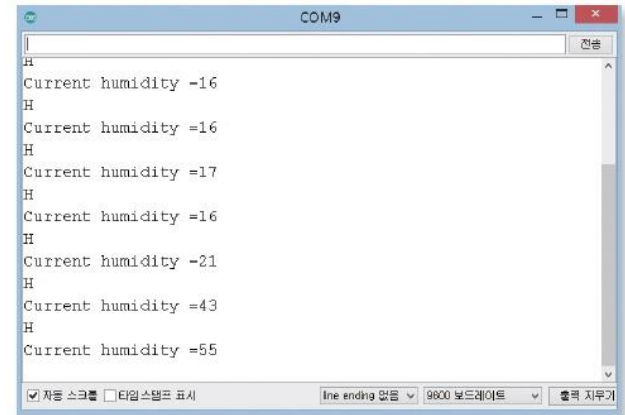 COM9
전송
H
Current humidity =16
H
Current humidity =16
H
Current humidity =17
H
Current humidity =16
H
Current humidity =21
H
Current humidity =43
H
Current humidity =55
자동 스크롤 타임 스탬프 표시 line ending 없음 9600 보드레이트 출력 지우기